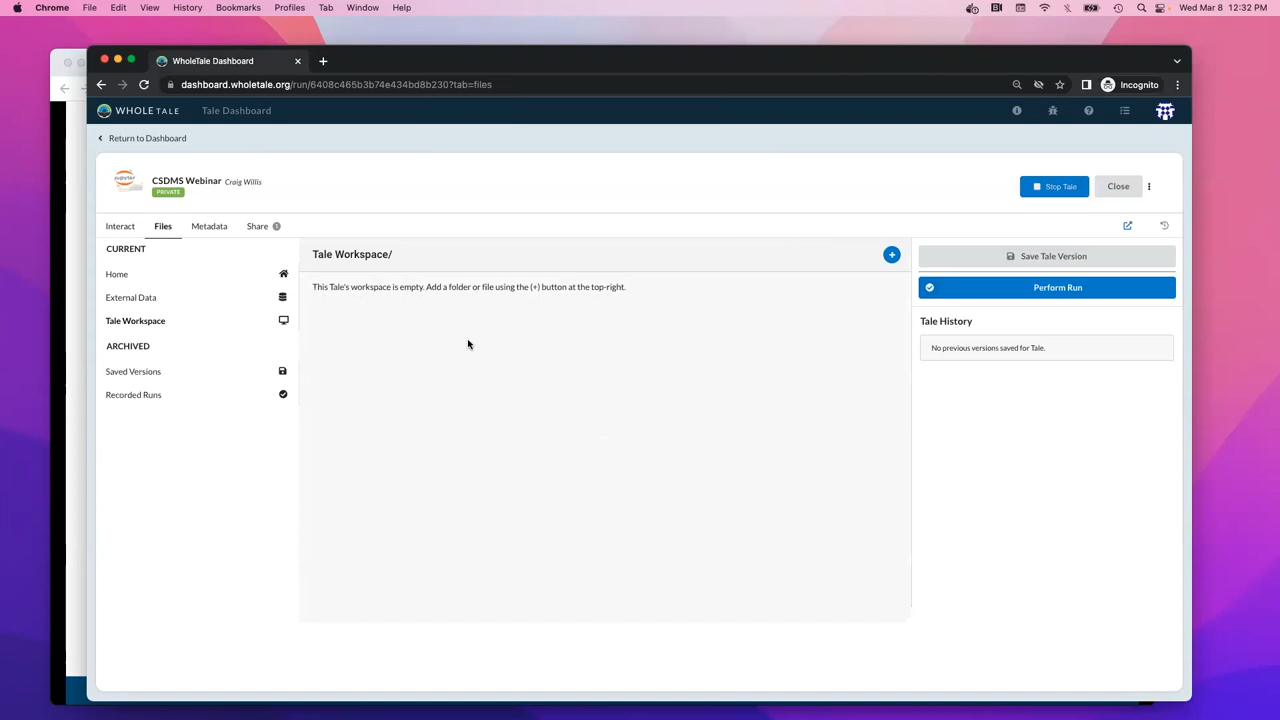 Chrome File Edit View History Bookmarks Profiles Tab Window Help Wed Mar 8 12:32 PM
WholeTale Dashboard
dashboard.wholetale.org/run/6408c465b3b74e434bd8b230?tab=files Incognito
WHOLE TALE Tale Dashboard
Return to Dashboard
CSDMS Webinar Craig Willis
PRIVATE
Stop Tale Close
Interact Files Metadata Share 1
CURRENT
Home
External Data
Tale Workspace
ARCHIVED
Saved Versions
Recorded Runs
Tale Workspace/
This Tale's workspace is empty. Add a folder or file using the (+) button at the top-right.
Save Tale Version
Perform Run
Tale History
No previous versions saved for Tale.